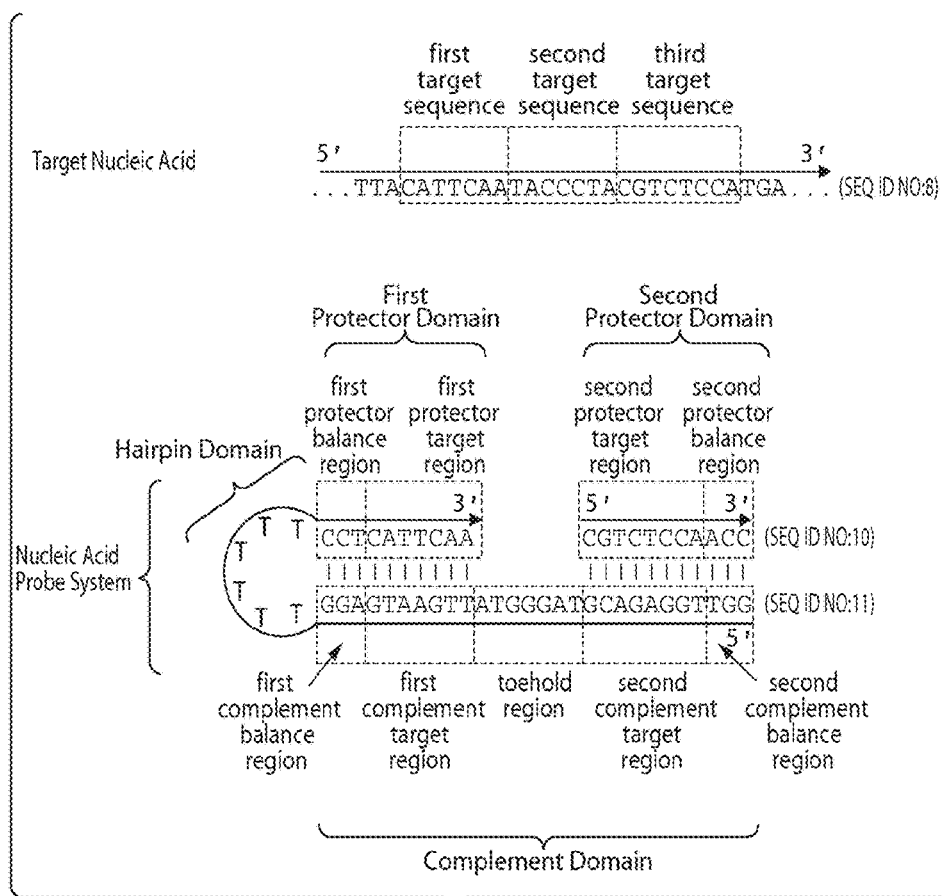 first second third
target target target
sequence sequence sequence
Target Nucleic Acid
5' 3'
...TTACATTCAATACCCTACGTCTCCATGA... (SEQ ID NO:8)
First Second
Protector Domain Protector Domain
first first second second
protector protector protector protector
balance target target balance
region region region region
Hairpin Domain
3' 5' 3'
T T T
CCTCATTCAA CGTCTCCAACC (SEQ ID NO:10)
T
Nucleic Acid
Probe System
T
GGAGTAAGTTATGGGATGCAGAGGTTGG (SEQ ID NO:11)
T T
5'
first first toehold second second
complement complement region complement complement
balance target target balance
region region region region
Complement Domain